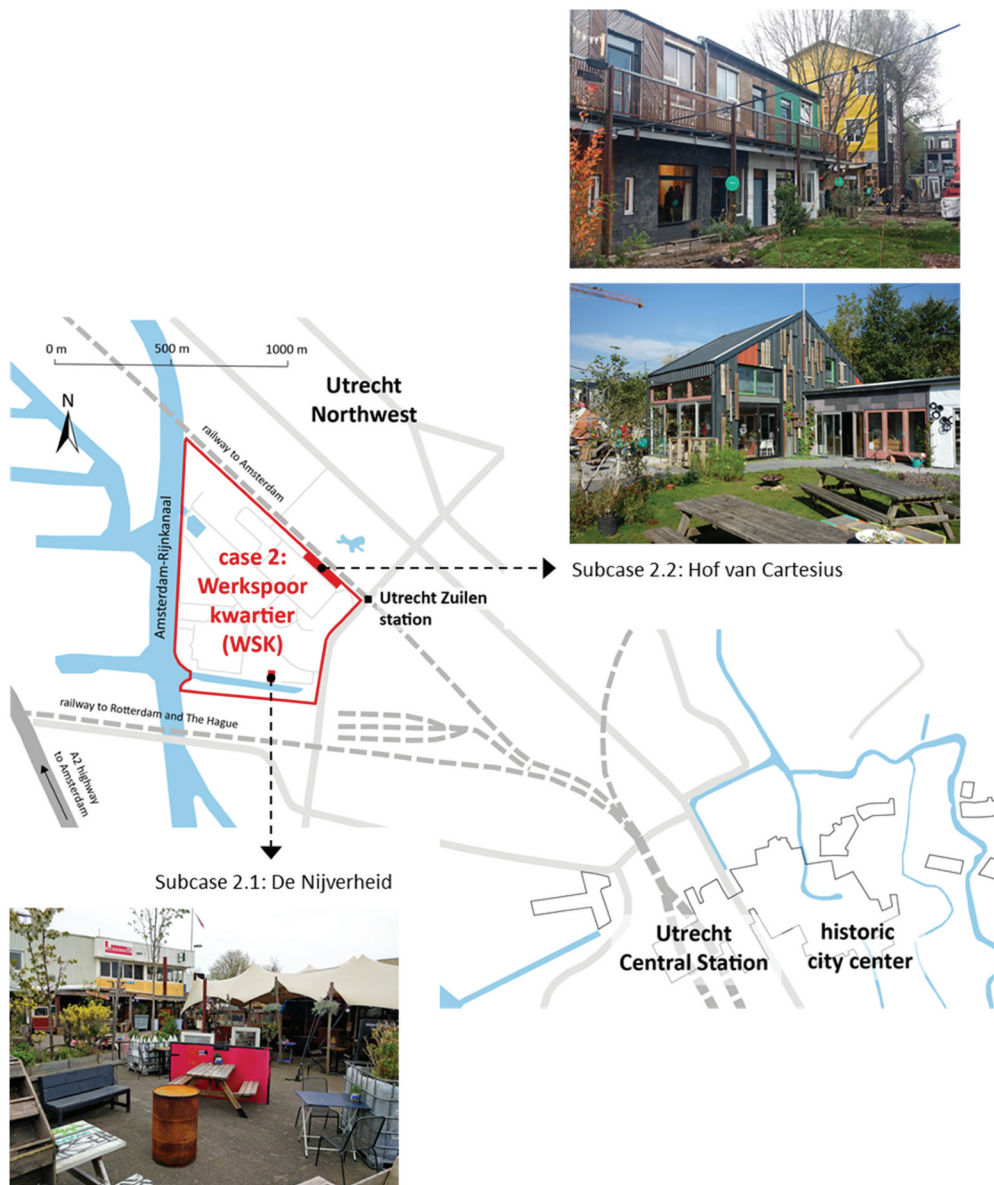 0 m
500 m
1000 m
Utrecht
Northwest
N
railway to Amsterdam
Amsterdam-Rijnkanaal
case 2:
Werkspoor
kwartier
(WSK)
Subcase 2.2: Hof van Cartesius
Utrecht Zuilen
station
railway to Rotterdam and The Hague
A2 highway
to Amsterdam
Subcase 2.1: De Nijverheid
Utrecht
Central Station
historic
city center